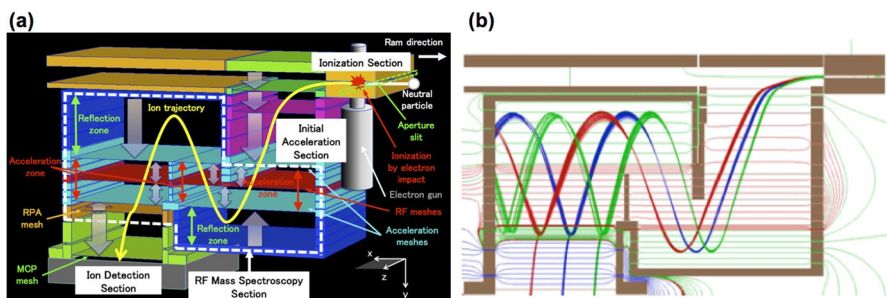 (a)
(b)
Ionization Section
Ram direction
Ion trajectory
Neutral
particle
Reflection
zone
Initial
Acceleration
Section
Aperture
slit
Acceleration
zone
Ionization
by electron
impact
Acceleration
zone
Electron gun
RPA
mesh
RF meshes
Reflection
zone
Acceleration
meshes
MCP
mesh
Ion Detection
Section
RF Mass Spectroscopy
Section
x
z
y